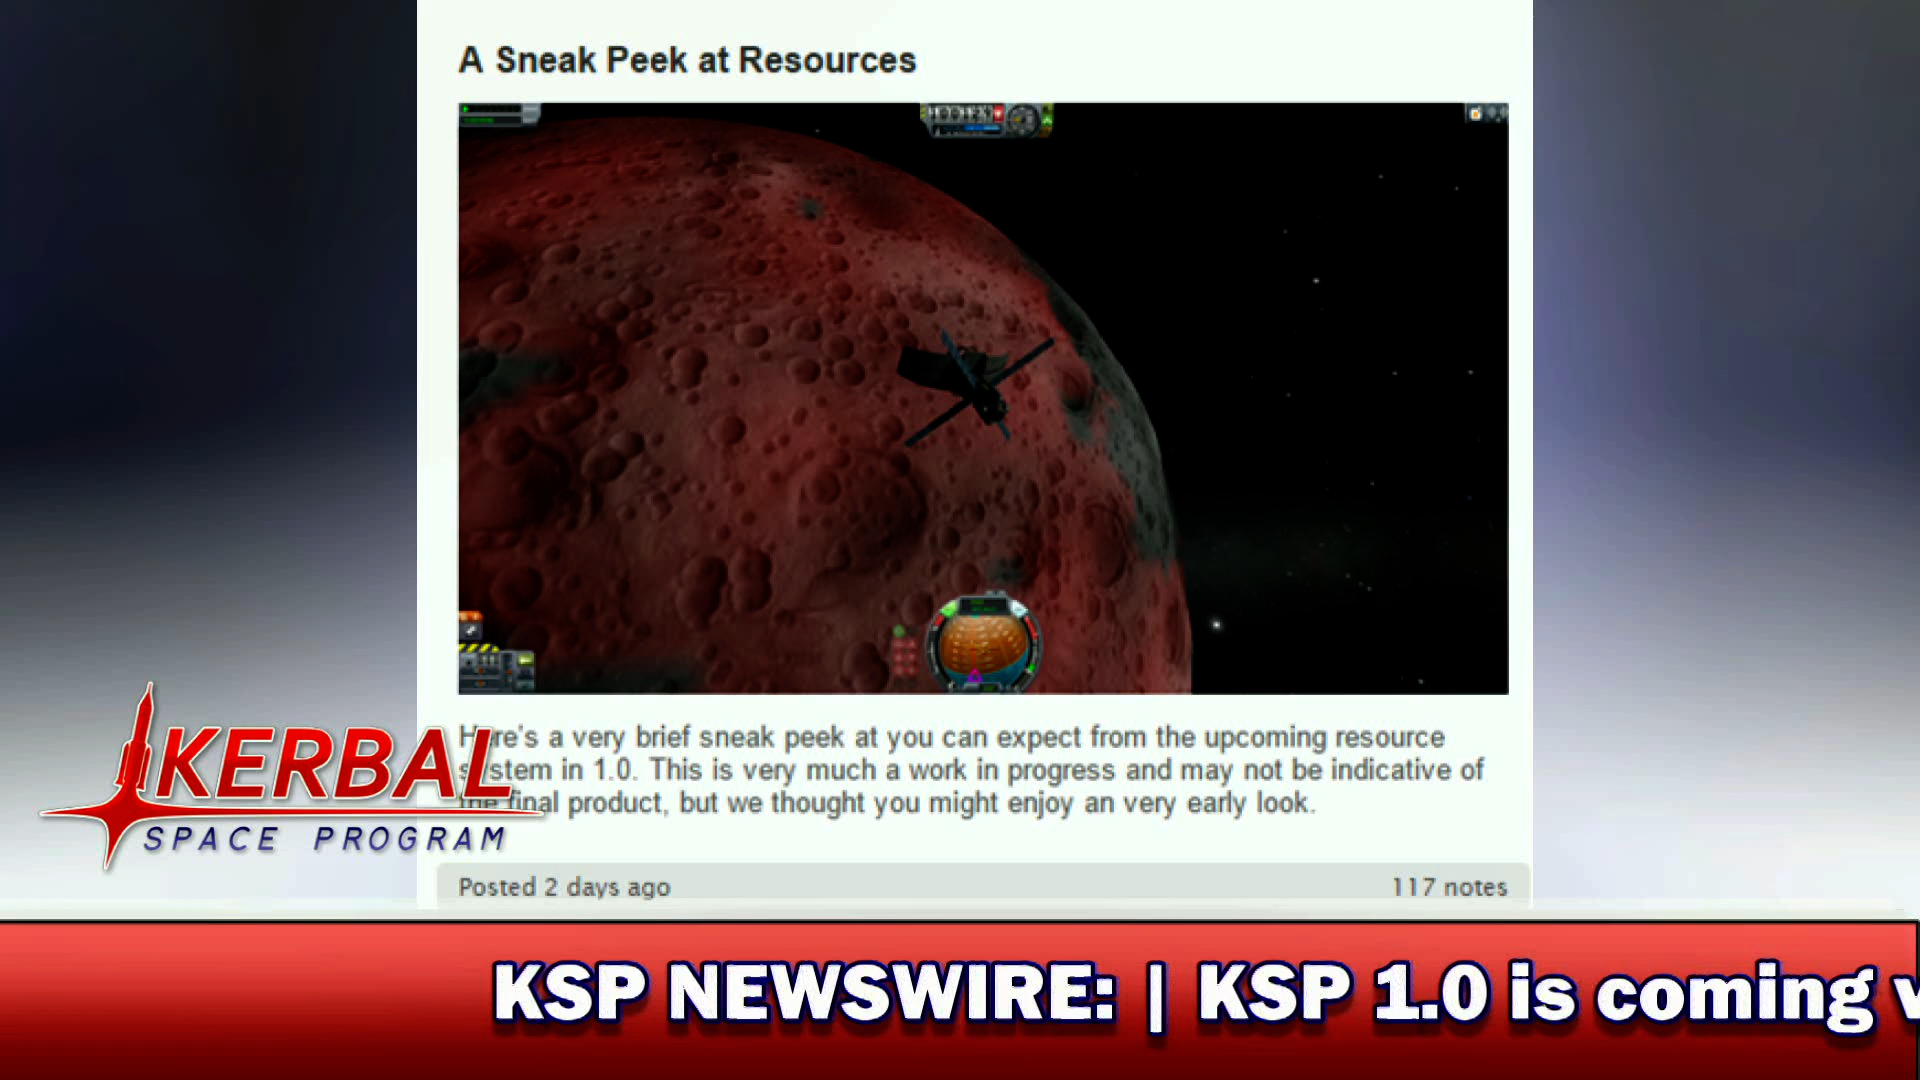 A Sneak Peek at Resources
Here's a very brief sneak peek at you can expect from the upcoming resource
system in 1.0. This is very much a work in progress and may not be indicative of
the final product, but we thought you might enjoy an very early look.
KERBAL
SPACE PROGRAM
Posted 2 days ago
117 notes
KSP NEWSWIRE: | KSP 1.0 is coming